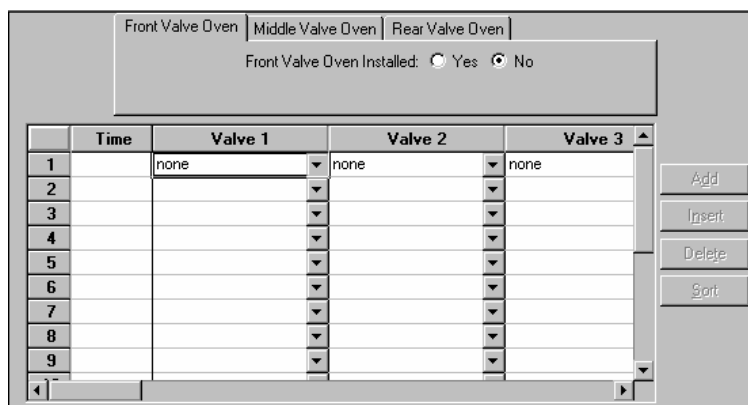 Front Valve Oven Middle Valve Oven Rear Valve Oven
Front Valve Oven Installed: Yes No
Time Valve 1 Valve 2 Valve 3
1 none none none
2
3
4
5
6
7
8
9
Add
Insert
Delete
Sort